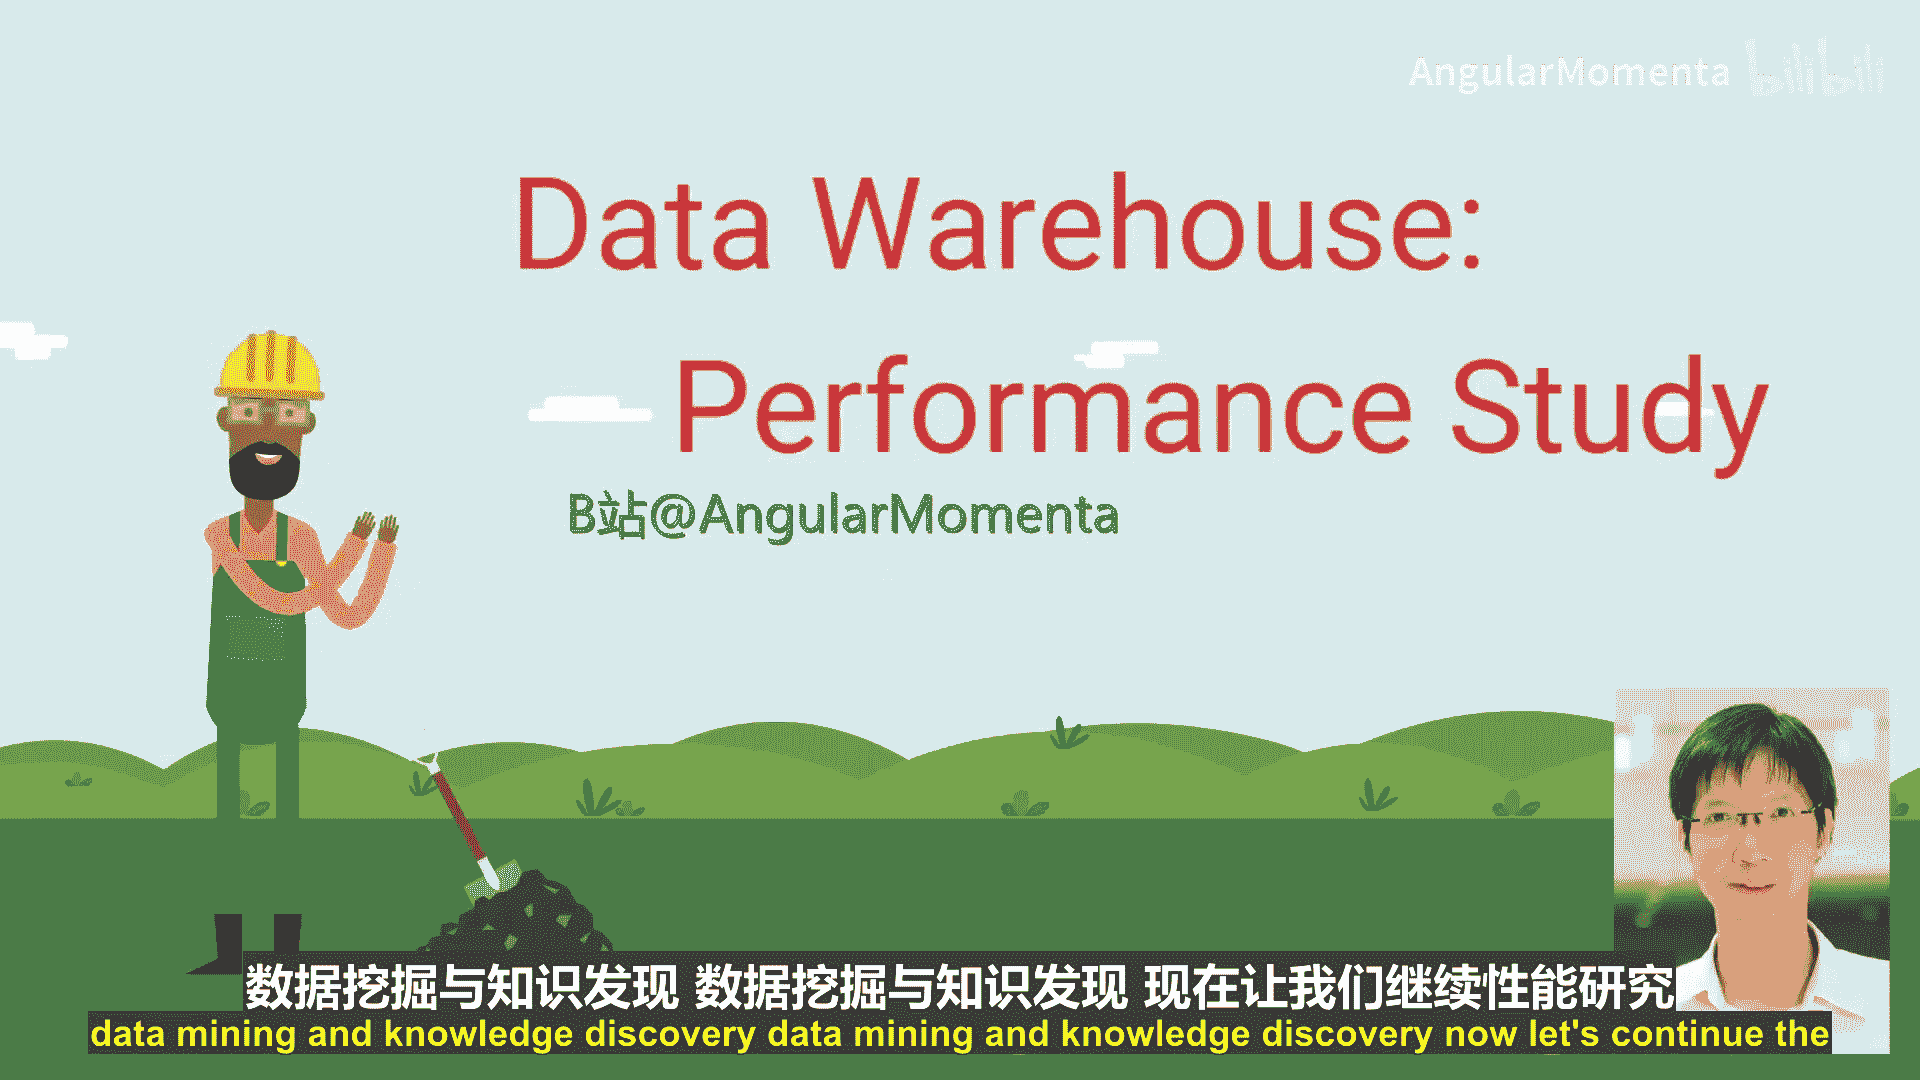 AngularMomenta bilibili
Data Warehouse:
Performance Study
B站@AngularMomenta
数据挖掘与知识发现 数据挖掘与知识发现 现在让我们继续性能研究
data mining and knowledge discovery data mining and knowledge discovery now let's continue the